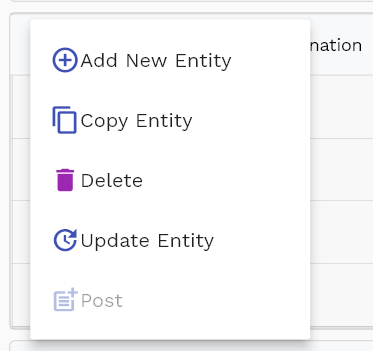 nation
Add New Entity
Copy Entity
Delete
Update Entity
Post